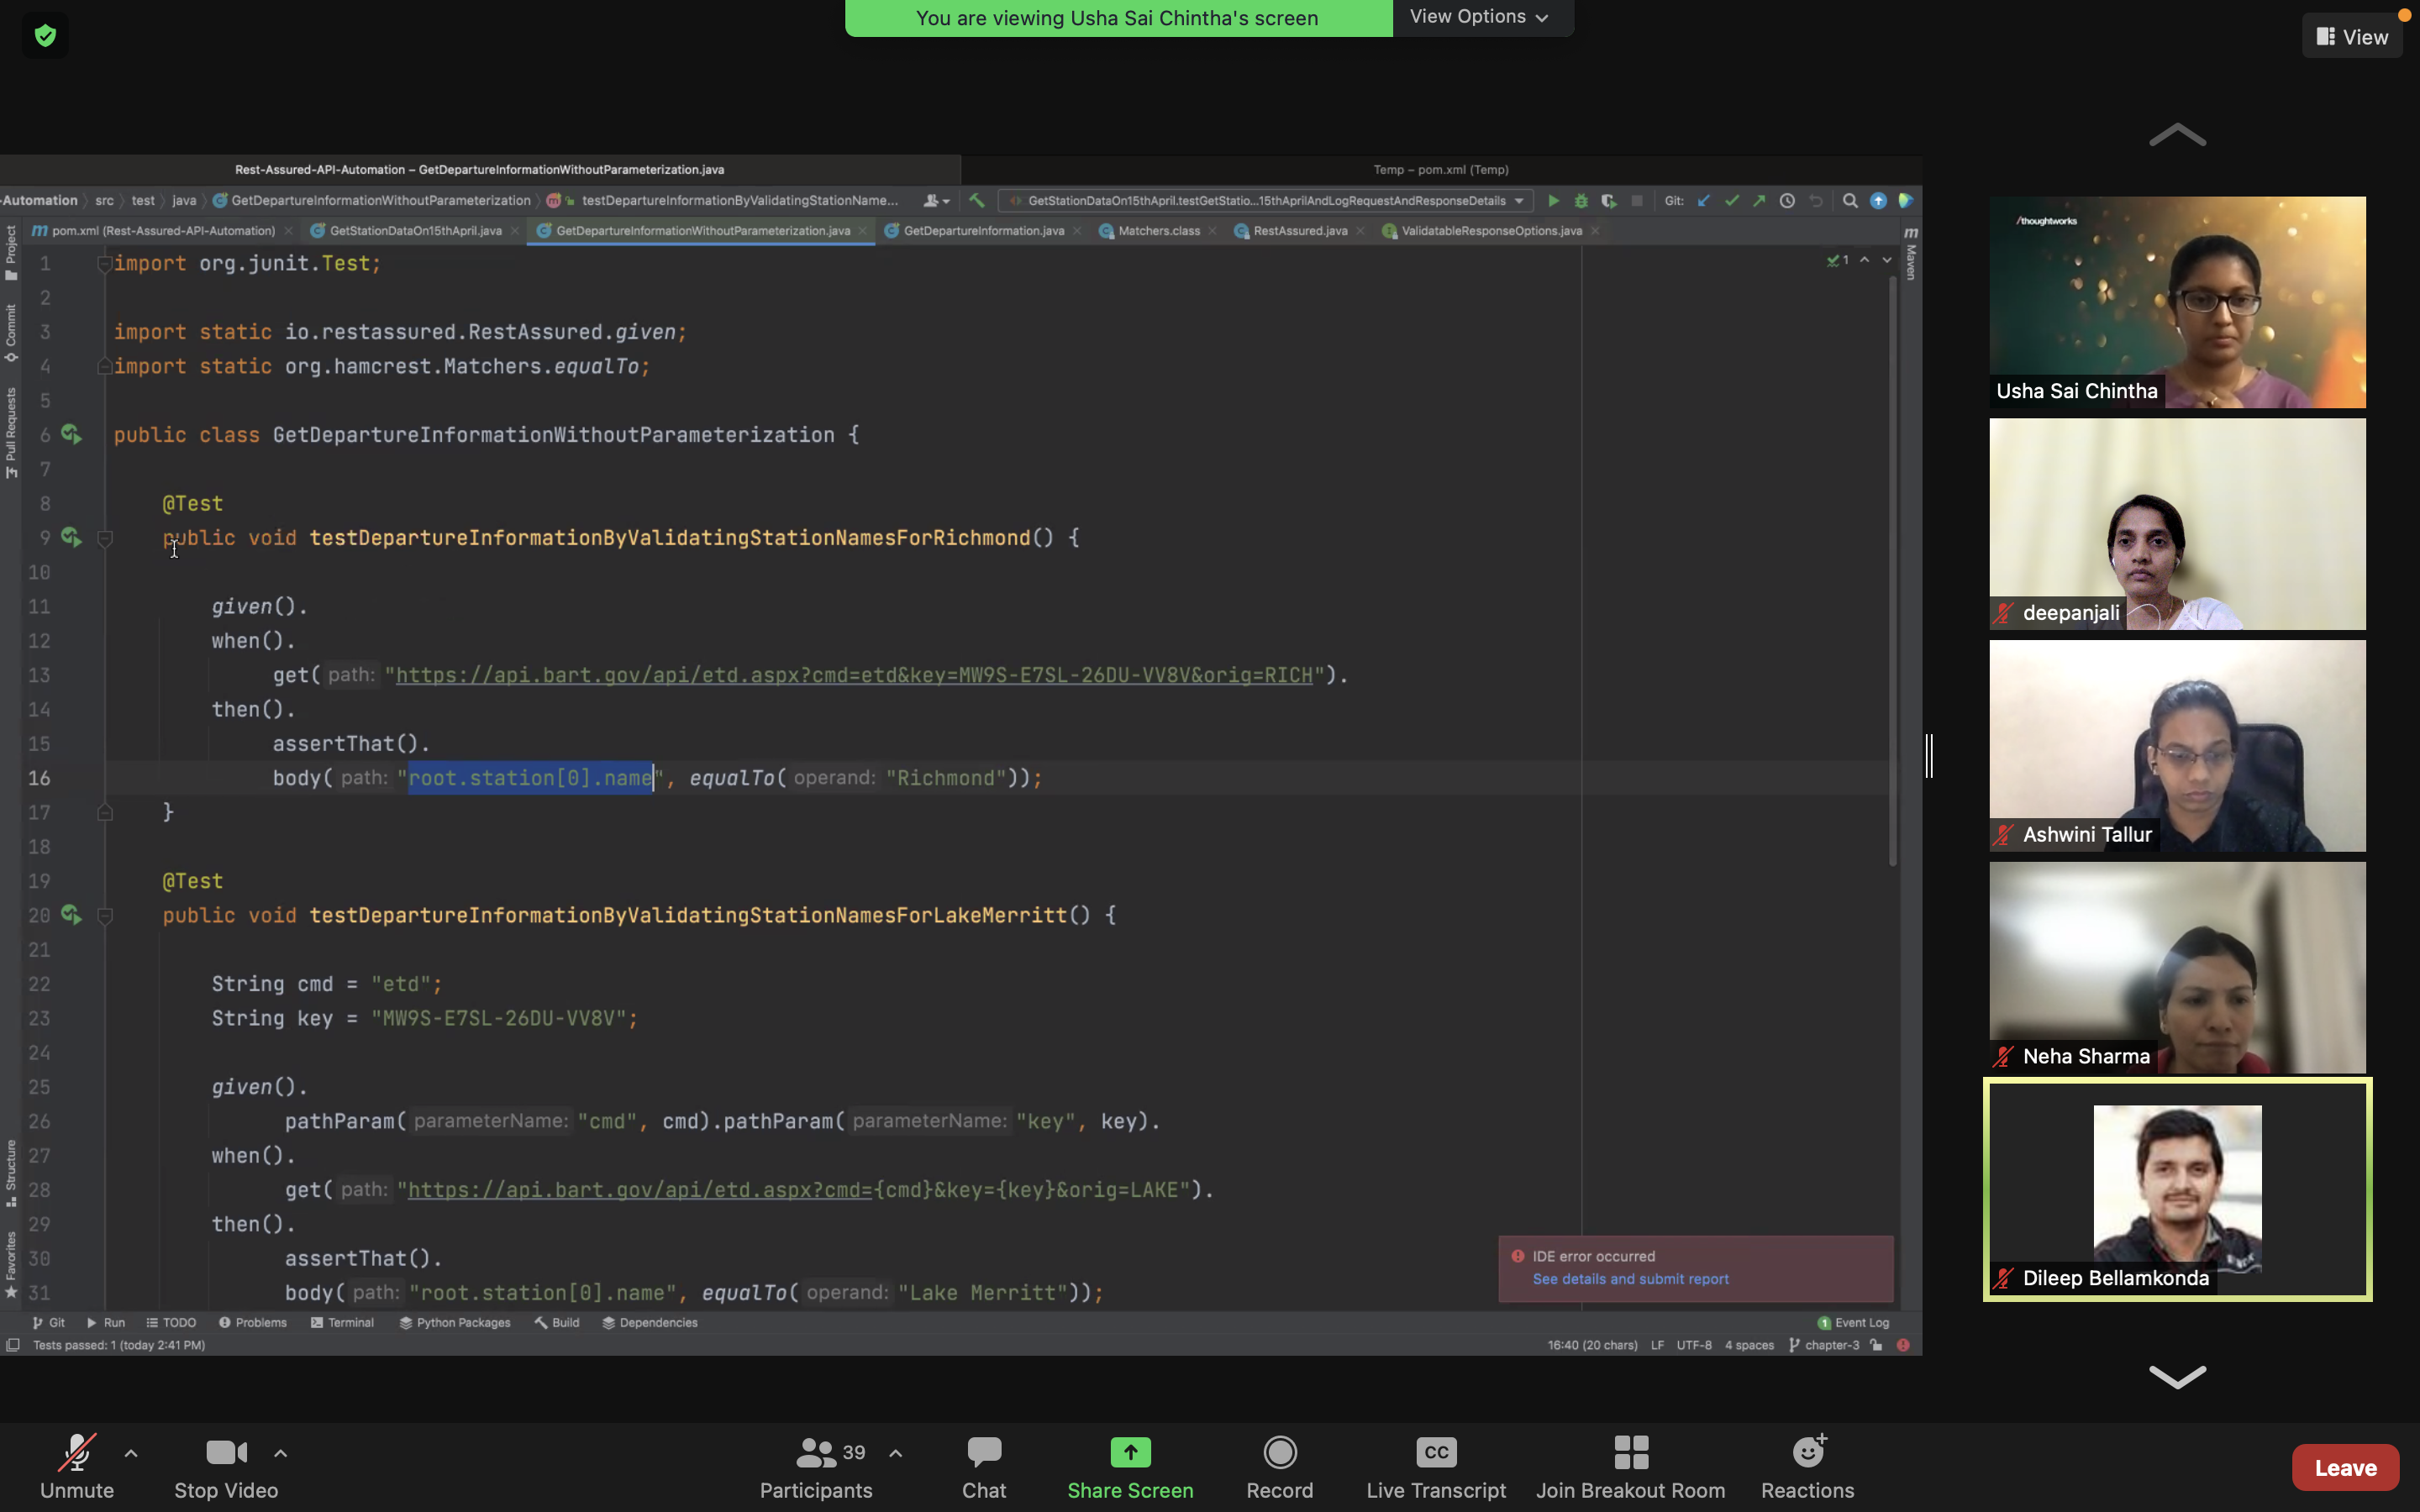 You are viewing Usha Sai Chintha's screen
View Options
View
Rest-Assured-API-Automation – GetDepartureInformationWithoutParameterization.java
Temp – pom.xml (Temp)
-Automation src test java GetDepartureInformationWithoutParameterization testDepartureInformationByValidatingStationName... GetStationDataOn15thApril.testGetStatio...15thAprilAndLogRequestAndResponseDetails Git:
pom.xml (Rest-Assured-API-Automation) GetStationDataOn15thApril.java GetDepartureInformationWithoutParameterization.java GetDepartureInformation.java Matchers.class RestAssured.java ValidatableResponseOptions.java
Project
Commit
Pull Requests
Structure
Favorites
Maven
1
1 import org.junit.Test;
2
3 import static io.restassured.RestAssured.given;
4 import static org.hamcrest.Matchers.equalTo;
5
6 public class GetDepartureInformationWithoutParameterization {
7
8 @Test
9 public void testDepartureInformationByValidatingStationNamesForRichmond() {
10
11 given().
12 when().
13 get( path: "https://api.bart.gov/api/etd.aspx?cmd=etd&key=MW9S-E7SL-26DU-VV8V&orig=RICH").
14 then().
15 assertThat().
16 body( path: "root.station[0].name", equalTo( operand: "Richmond"));
17 }
18
19 @Test
20 public void testDepartureInformationByValidatingStationNamesForLakeMerritt() {
21
22 String cmd = "etd";
23 String key = "MW9S-E7SL-26DU-VV8V";
24
25 given().
26 pathParam( parameterName: "cmd", cmd).pathParam( parameterName: "key", key).
27 when().
28 get( path: "https://api.bart.gov/api/etd.aspx?cmd={cmd}&key={key}&orig=LAKE").
29 then().
30 assertThat().
31 body( path: "root.station[0].name", equalTo( operand: "Lake Merritt"));
IDE error occurred
See details and submit report
Git Run TODO Problems Terminal Python Packages Build Dependencies 1 Event Log
Tests passed: 1 (today 2:41 PM) 16:40 (20 chars) LF UTF-8 4 spaces chapter-3
/thoughtworks
Usha Sai Chintha
deepanjali
Ashwini Tallur
Neha Sharma
Dileep Bellamkonda
39
CC
Unmute Stop Video Participants Chat Share Screen Record Live Transcript Join Breakout Room Reactions
Leave